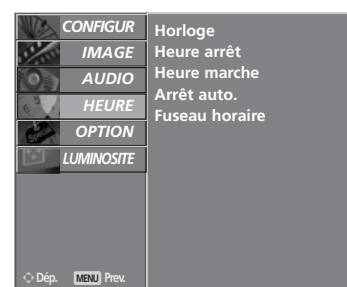 CONFIGUR
IMAGE
AUDIO
HEURE
OPTION
LUMINOSITE
Dép. MENU Prev.
Horloge
Heure arrêt
Heure marche
Arrêt auto.
Fuseau horaire